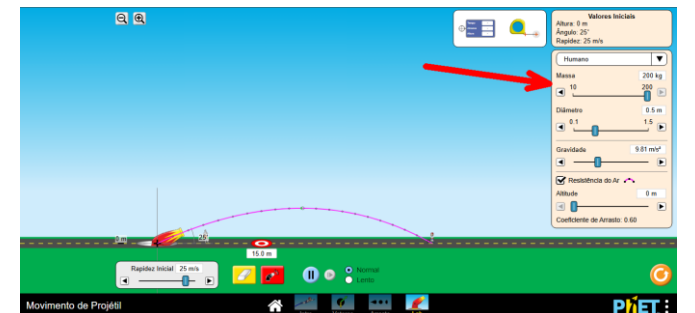 Valores Iniciais
Altura: 0 m
Ângulo: 25°
Rapidez: 25 m/s
Humano
Massa 200 kg
10 200
Diâmetro 0.5 m
0.1 1.5
Gravidade 9.81 m/s²
Resistência do Ar
Altitude 0 m
Coeficiente de Arrasto: 0.60
0 m
25°
15.0 m
Rapidez Inicial 25 m/s
Normal
Lento
Movimento de Projétil
PhET